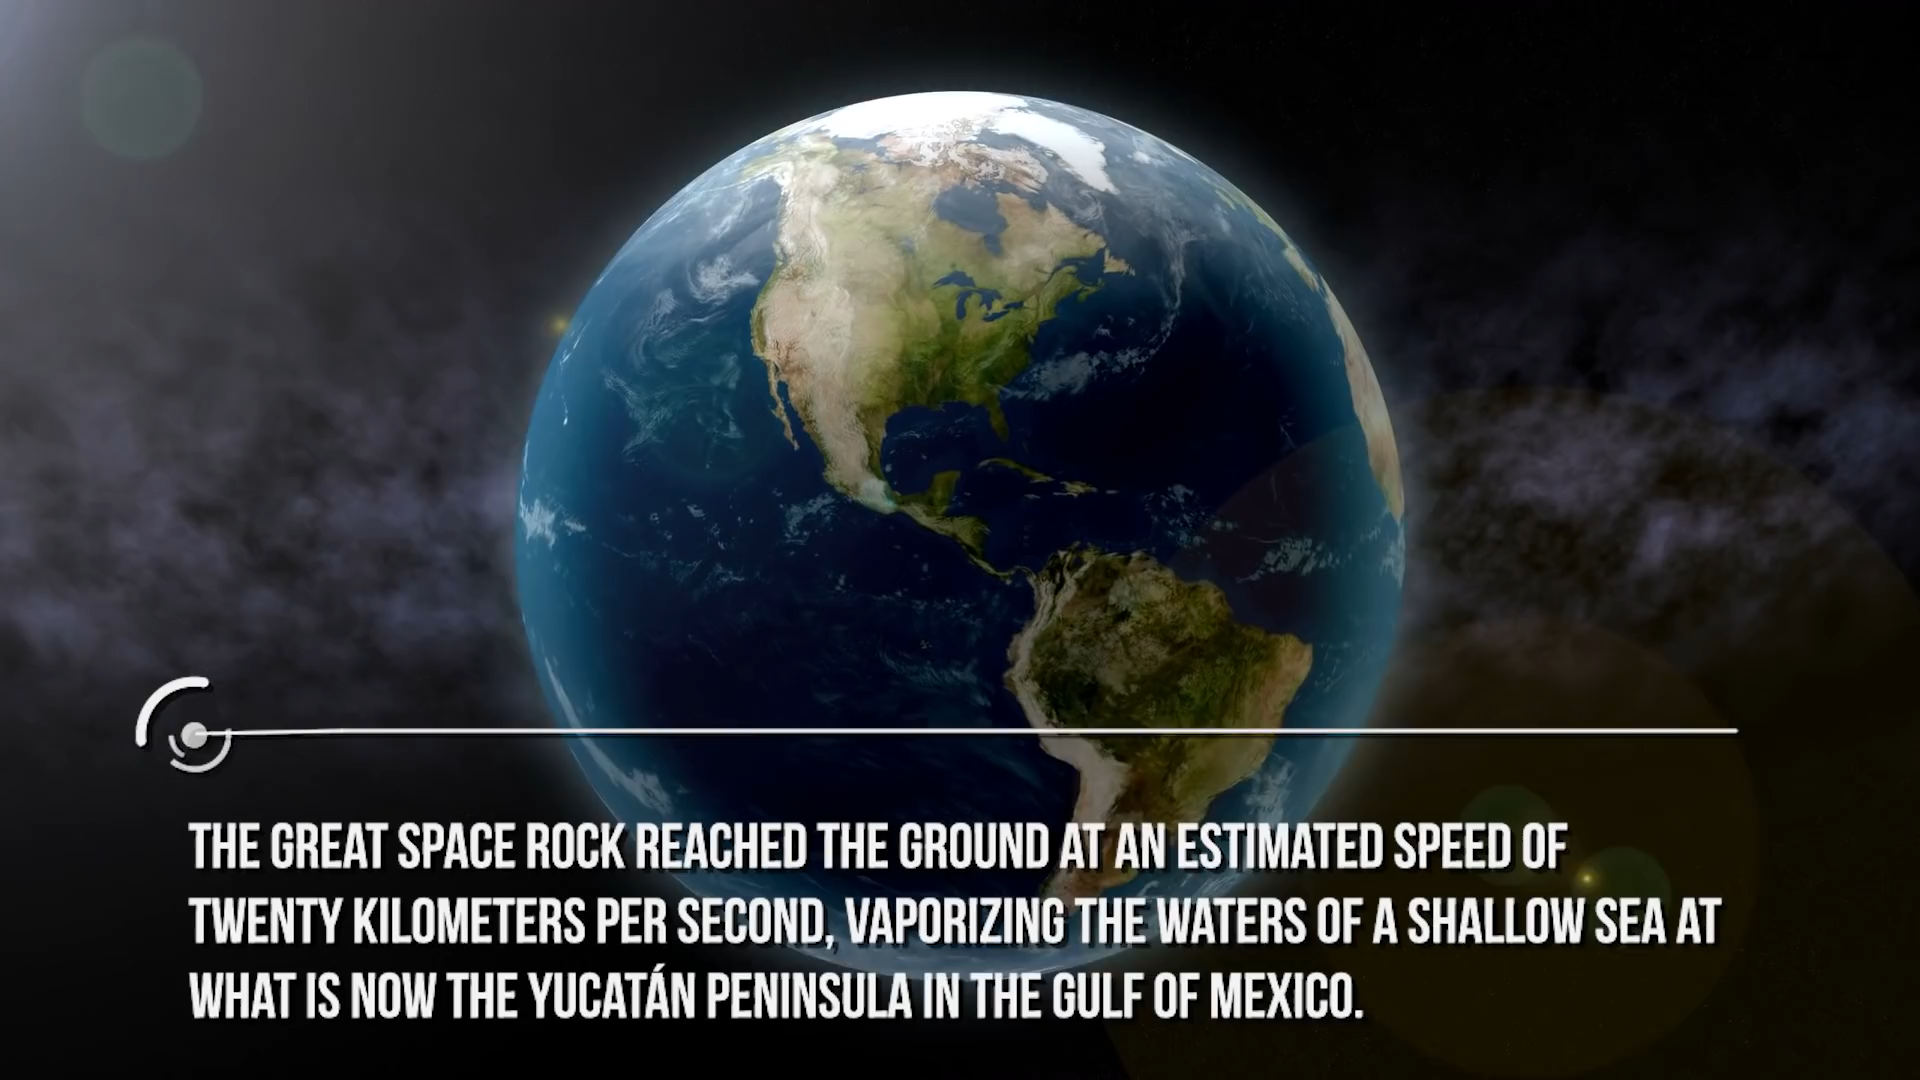 THE GREAT SPACE ROCK REACHED THE GROUND AT AN ESTIMATED SPEED OF
TWENTY KILOMETERS PER SECOND, VAPORIZING THE WATERS OF A SHALLOW SEA AT
WHAT IS NOW THE YUCATÁN PENINSULA IN THE GULF OF MEXICO.